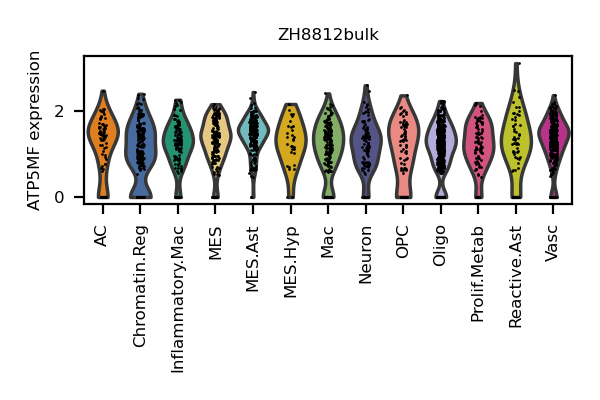 ZH8812bulk
ATP5MF expression
2
0
AC
Chromatin.Reg
Inflammatory.Mac
MES
MES.Ast
MES.Hyp
Mac
Neuron
OPC
Oligo
Prolif.Metab
Reactive.Ast
Vasc